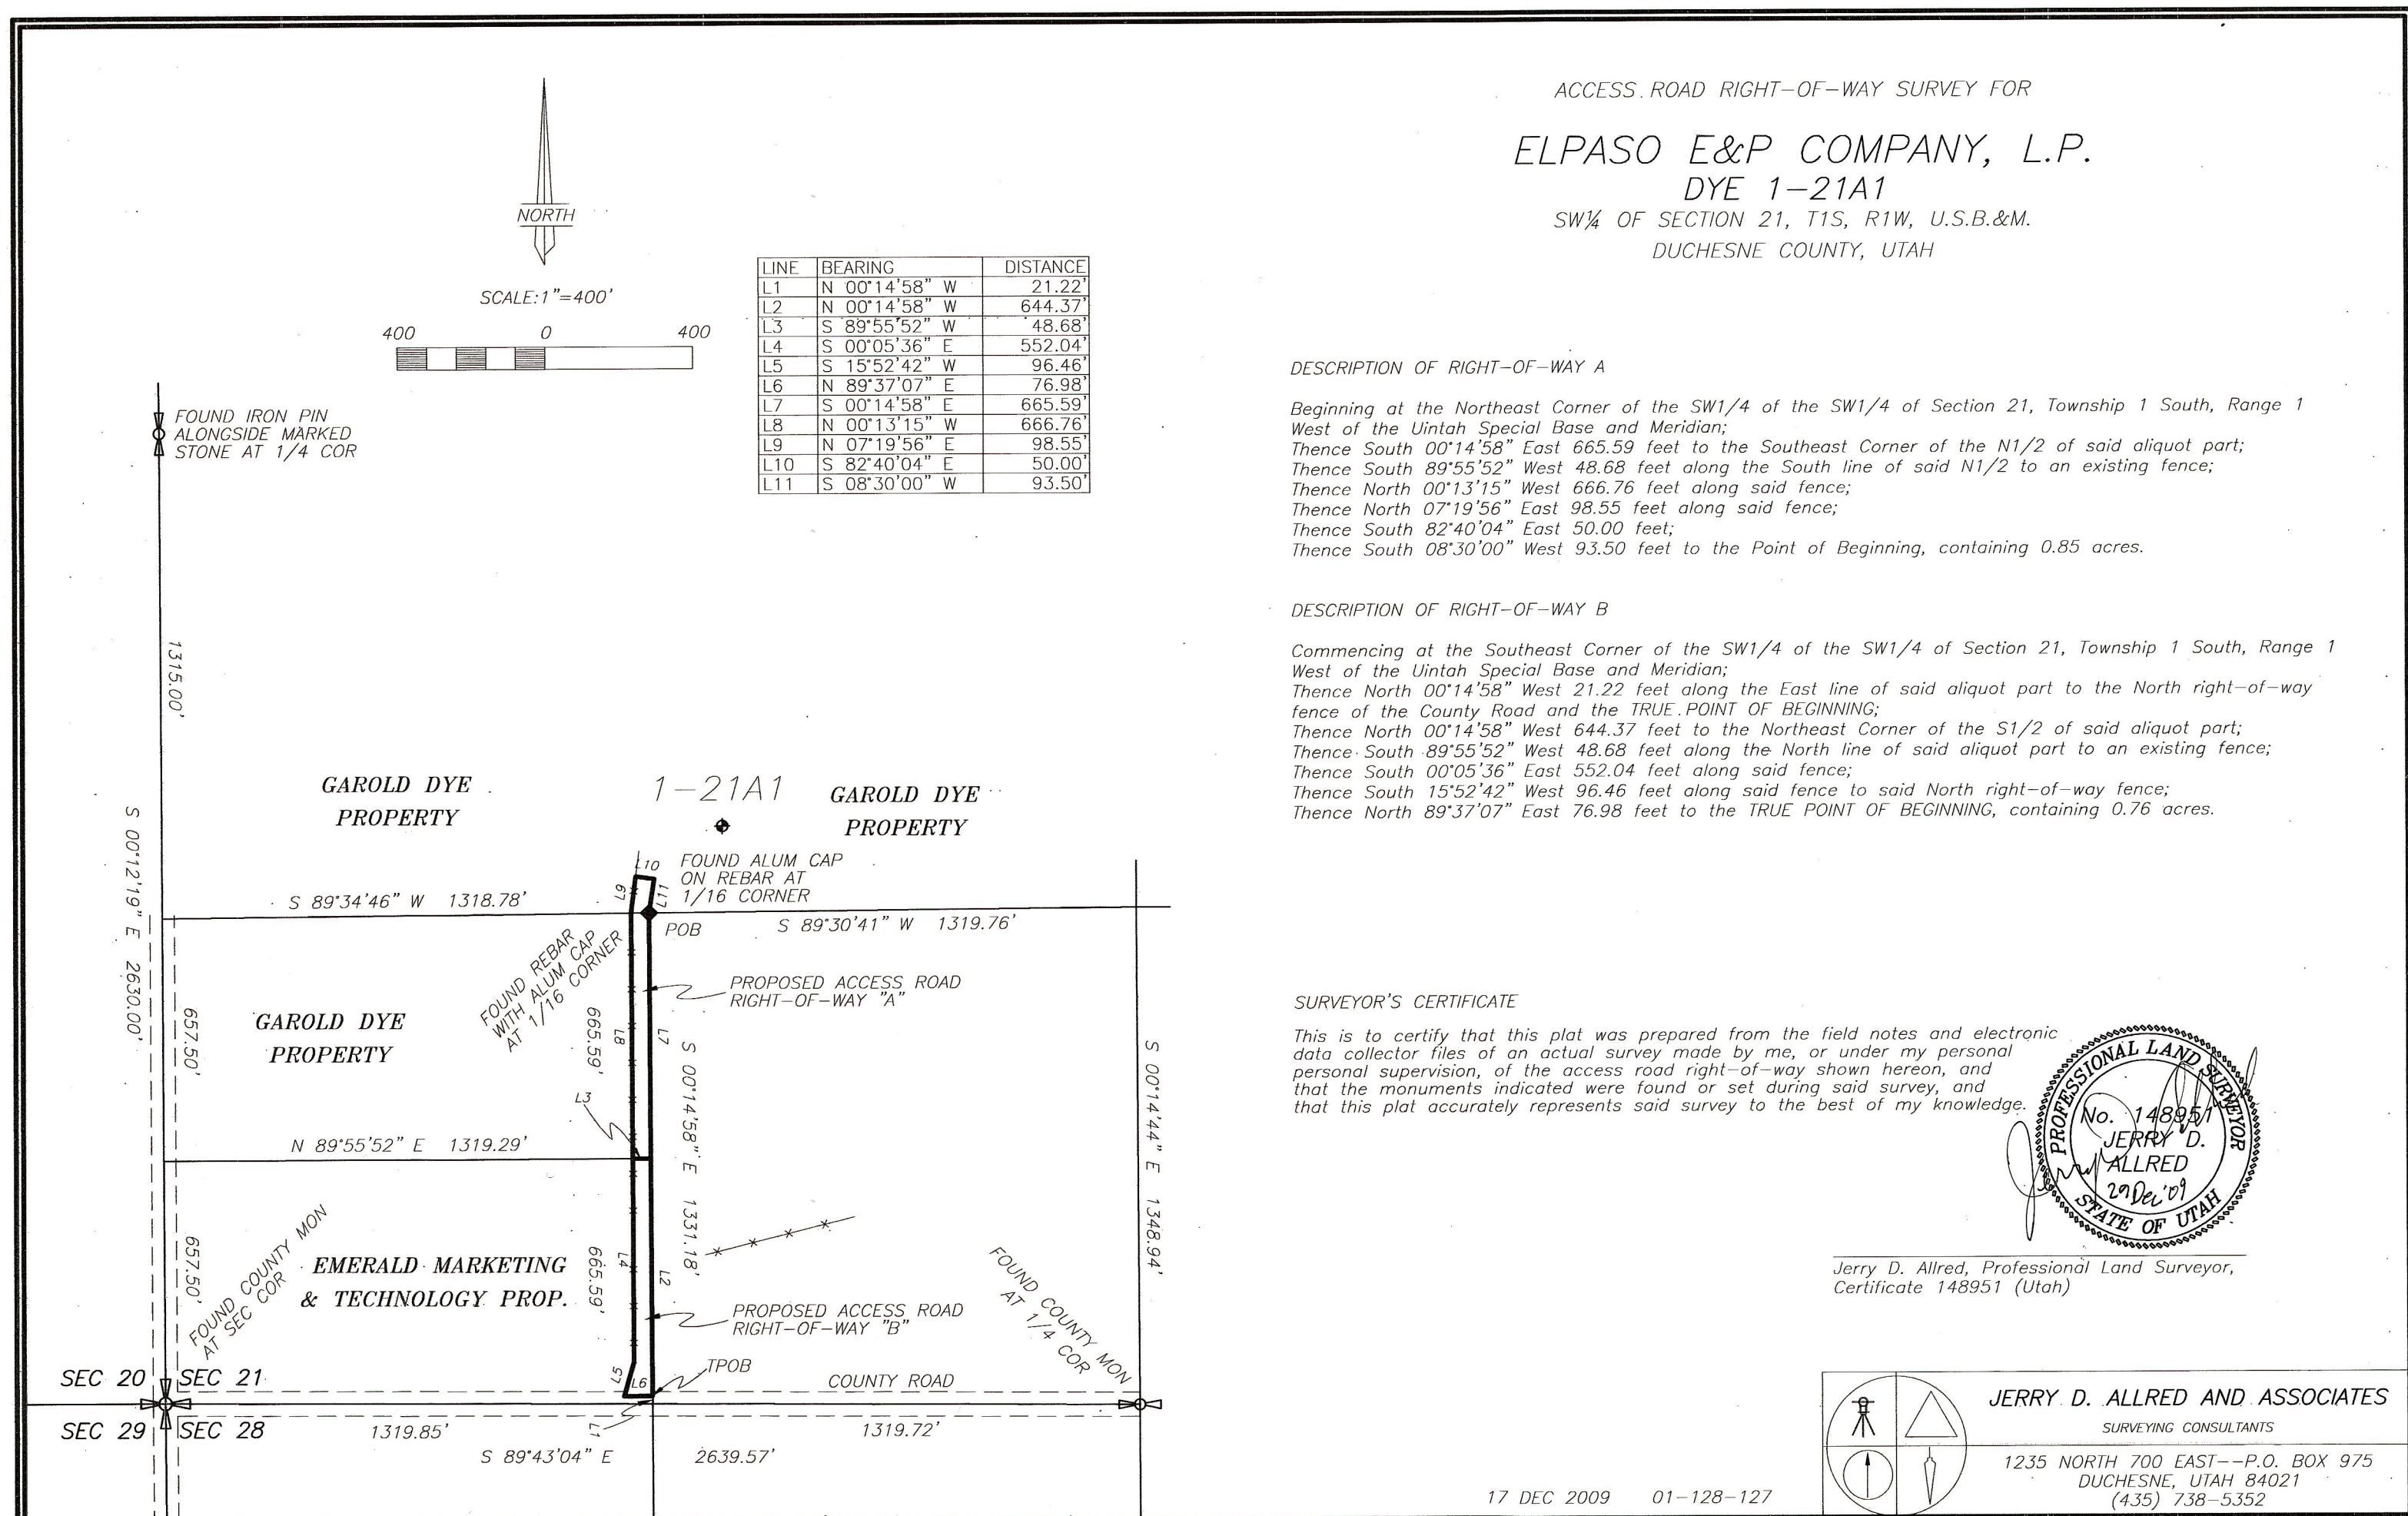 ACCESS ROAD RIGHT-OF-WAY SURVEY FOR
ELPASO E&P COMPANY, L.P.
DYE 1-21A1
SW¼ OF SECTION 21, T1S, R1W, U.S.B.&M.
DUCHESNE COUNTY, UTAH
NORTH
SCALE: 1"=400'
400 0 400
LINE BEARING DISTANCE
L1 N 00°14'58" W 21.22'
L2 N 00°14'58" W 644.37'
L3 S 89°55'52" W 48.68'
L4 S 00°05'36" E 552.04'
L5 S 15°52'42" W 96.46'
L6 N 89°37'07" E 76.98'
L7 S 00°14'58" E 665.59'
L8 N 00°13'15" W 666.76'
L9 N 07°19'56" E 98.55'
L10 S 82°40'04" E 50.00'
L11 S 08°30'00" W 93.50'
FOUND IRON PIN
ALONGSIDE MARKED
STONE AT 1/4 COR
1315.00'
S 00°12'19" E 2630.00'
GAROLD DYE
PROPERTY
1-21A1
GAROLD DYE
PROPERTY
L10
L9
L11
FOUND ALUM CAP
ON REBAR AT
1/16 CORNER
S 89°34'46" W 1318.78'
POB
S 89°30'41" W 1319.76'
FOUND REBAR
WITH ALUM CAP
AT 1/16 CORNER
PROPOSED ACCESS ROAD
RIGHT-OF-WAY "A"
657.50'
GAROLD DYE
PROPERTY
665.59'
L8
L7
S 00°14'58" E 1331.18'
S 00°14'44" E 1348.94'
L3
N 89°55'52" E 1319.29'
657.50'
FOUND COUNTY MON
AT SEC COR
EMERALD MARKETING
& TECHNOLOGY PROP.
665.59'
L4
L2
PROPOSED ACCESS ROAD
RIGHT-OF-WAY "B"
FOUND COUNTY MON
AT 1/4 COR
TPOB
L5
L6
COUNTY ROAD
SEC 20
SEC 21
SEC 29
SEC 28
1319.85'
L1
1319.72'
S 89°43'04" E 2639.57'
DESCRIPTION OF RIGHT-OF-WAY A
Beginning at the Northeast Corner of the SW1/4 of the SW1/4 of Section 21, Township 1 South, Range 1
West of the Uintah Special Base and Meridian;
Thence South 00°14'58" East 665.59 feet to the Southeast Corner of the N1/2 of said aliquot part;
Thence South 89°55'52" West 48.68 feet along the South line of said N1/2 to an existing fence;
Thence North 00°13'15" West 666.76 feet along said fence;
Thence North 07°19'56" East 98.55 feet along said fence;
Thence South 82°40'04" East 50.00 feet;
Thence South 08°30'00" West 93.50 feet to the Point of Beginning, containing 0.85 acres.
DESCRIPTION OF RIGHT-OF-WAY B
Commencing at the Southeast Corner of the SW1/4 of the SW1/4 of Section 21, Township 1 South, Range 1
West of the Uintah Special Base and Meridian;
Thence North 00°14'58" West 21.22 feet along the East line of said aliquot part to the North right-of-way
fence of the County Road and the TRUE POINT OF BEGINNING;
Thence North 00°14'58" West 644.37 feet to the Northeast Corner of the S1/2 of said aliquot part;
Thence South 89°55'52" West 48.68 feet along the North line of said aliquot part to an existing fence;
Thence South 00°05'36" East 552.04 feet along said fence;
Thence South 15°52'42" West 96.46 feet along said fence to said North right-of-way fence;
Thence North 89°37'07" East 76.98 feet to the TRUE POINT OF BEGINNING, containing 0.76 acres.
SURVEYOR'S CERTIFICATE
This is to certify that this plat was prepared from the field notes and electronic
data collector files of an actual survey made by me, or under my personal
personal supervision, of the access road right-of-way shown hereon, and
that the monuments indicated were found or set during said survey, and
that this plat accurately represents said survey to the best of my knowledge.
PROFESSIONAL LAND SURVEYOR
No. 148951
JERRY D.
ALLRED
29 Dec '09
STATE OF UTAH
Jerry D. Allred, Professional Land Surveyor,
Certificate 148951 (Utah)
JERRY D. ALLRED AND ASSOCIATES
SURVEYING CONSULTANTS
1235 NORTH 700 EAST--P.O. BOX 975
DUCHESNE, UTAH 84021
(435) 738-5352
17 DEC 2009 01-128-127